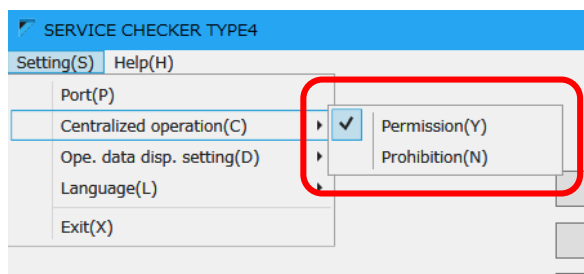 SERVICE CHECKER TYPE4
Setting(S) Help(H)
Port(P)
Centralized operation(C)
Permission(Y)
Ope. data disp. setting(D)
Prohibition(N)
Language(L)
Exit(X)